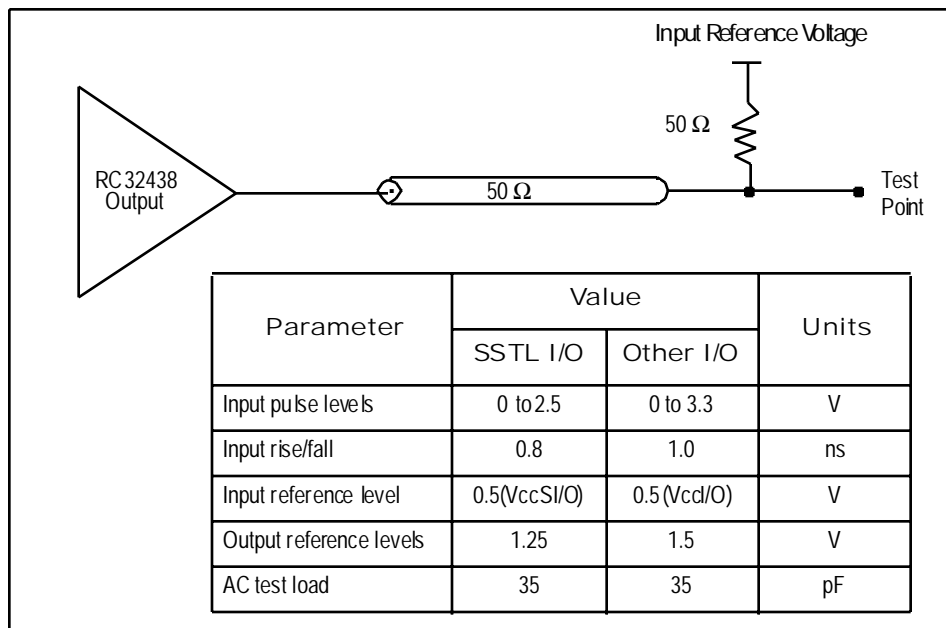 Input Reference Voltage
50 Ω
RC32438
Output
50 Ω
Test
Point
Parameter Value Units
SSTL I/O Other I/O
Input pulse levels 0 to 2.5 0 to 3.3 V
Input rise/fall 0.8 1.0 ns
Input reference level 0.5(VccSI/O) 0.5(VccI/O) V
Output reference levels 1.25 1.5 V
AC test load 35 35 pF